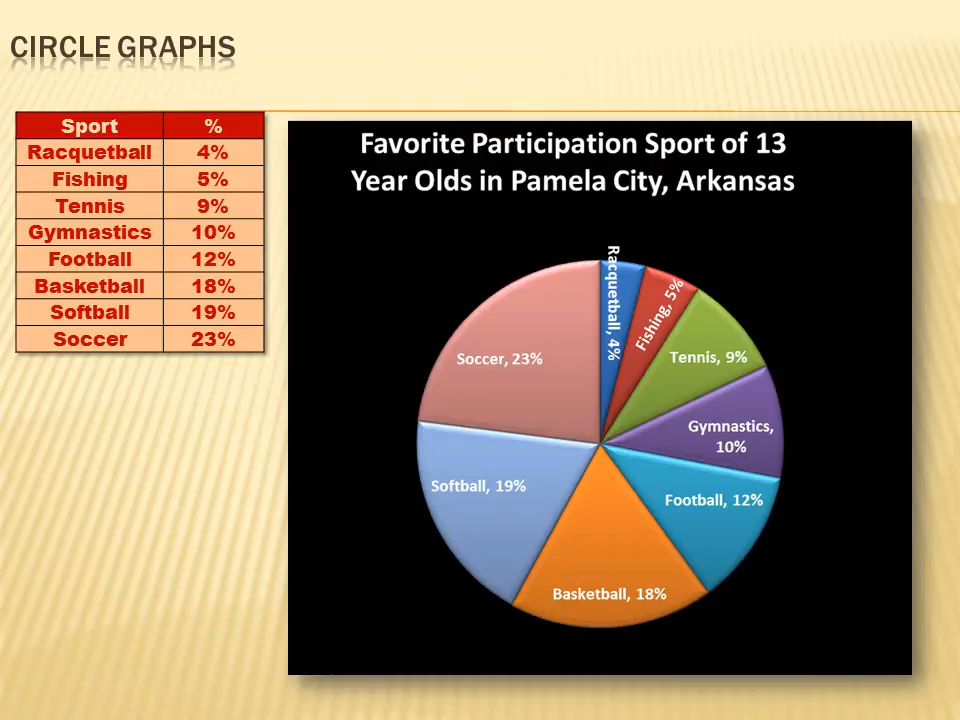 CIRCLE GRAPHS
Sport %
Racquetball 4%
Fishing 5%
Tennis 9%
Gymnastics 10%
Football 12%
Basketball 18%
Softball 19%
Soccer 23%
Favorite Participation Sport of 13
Year Olds in Pamela City, Arkansas
Racquetball, 4%
Fishing, 5%
Tennis, 9%
Gymnastics,
10%
Football, 12%
Basketball, 18%
Softball, 19%
Soccer, 23%